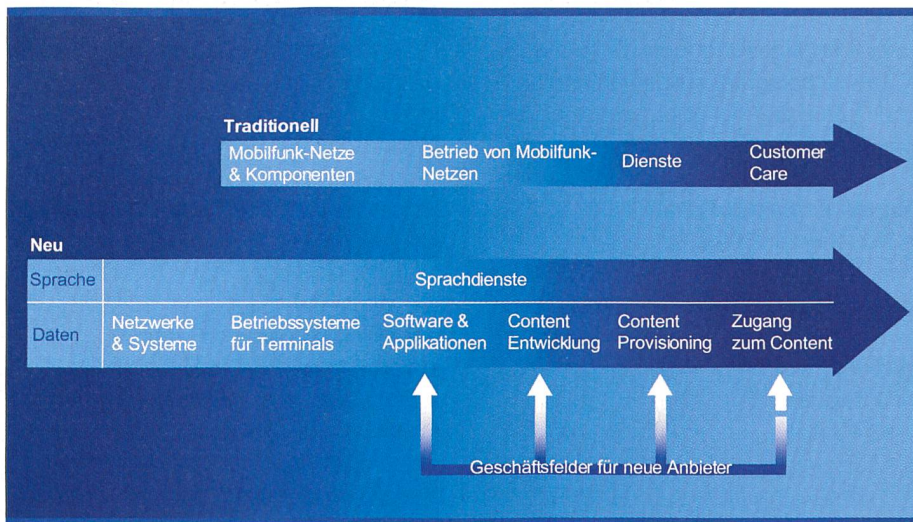 Traditionell
Mobilfunk-Netze
& Komponenten
Betrieb von Mobilfunk-
Netzen
Dienste
Customer
Care
Neu
Sprache
Sprachdienste
Daten
Netzwerke
& Systeme
Betriebssysteme
für Terminals
Software &
Applikationen
Content
Entwicklung
Content
Provisioning
Zugang
zum Content
Geschäftsfelder für neue Anbieter